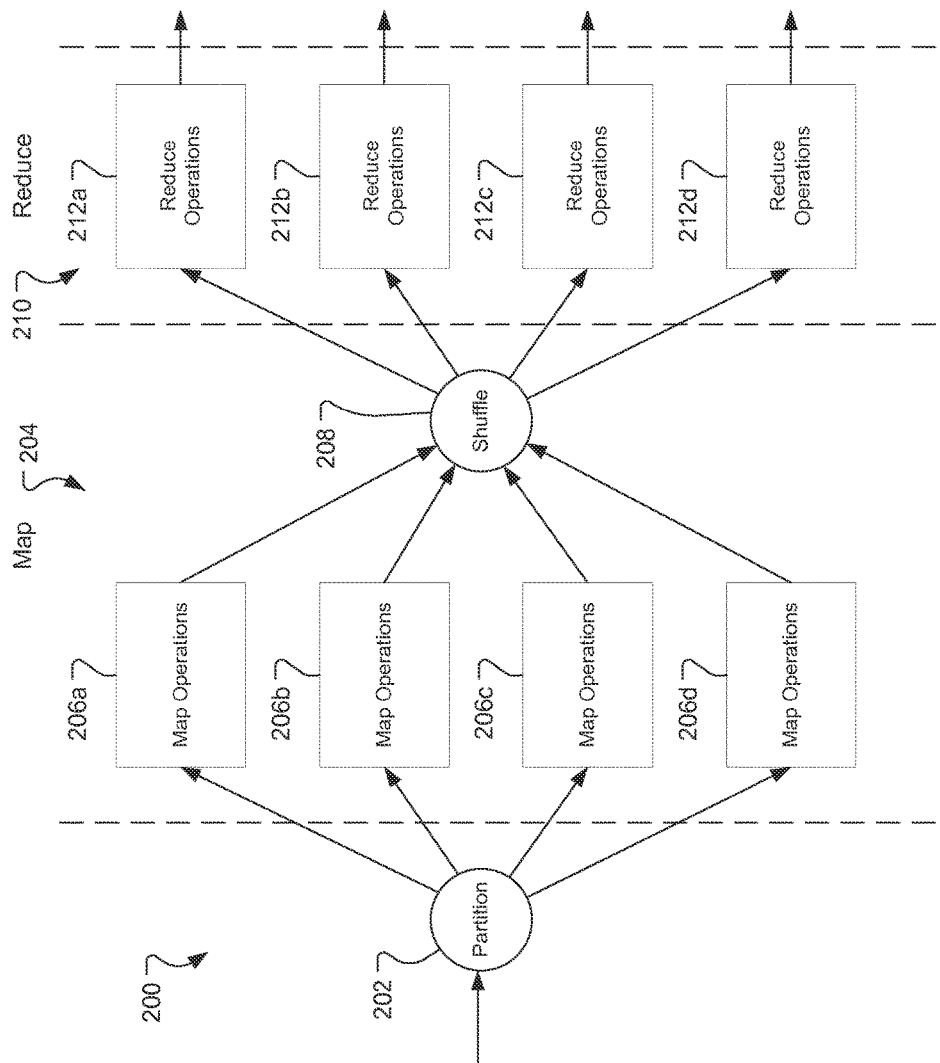 Map
204
210
Reduce
206a
212a
200
Map Operations
Reduce
Operations
206b
212b
208
Map Operations
Reduce
Operations
202
Partition
Shuffle
206c
212c
Map Operations
Reduce
Operations
206d
212d
Map Operations
Reduce
Operations